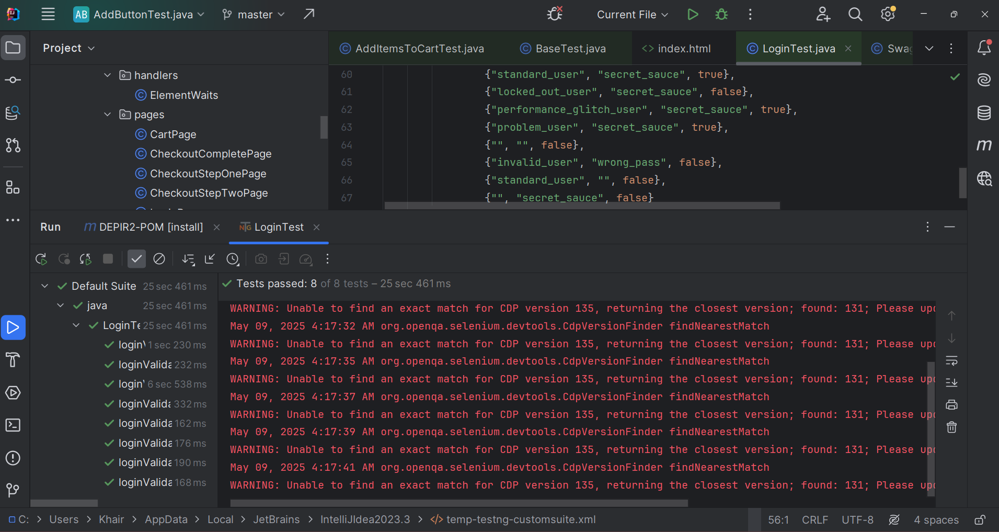 AB AddButtonTest.java master Current File
Project
AddItemsToCartTest.java BaseTest.java <> index.html LoginTest.java Swag
handlers
ElementWaits
pages
CartPage
CheckoutCompletePage
CheckoutStepOnePage
CheckoutStepTwoPage
60 {"standard_user", "secret_sauce", true},
61 {"locked_out_user", "secret_sauce", false},
62 {"performance_glitch_user", "secret_sauce", true},
63 {"problem_user", "secret_sauce", true},
64 {"", "", false},
65 {"invalid_user", "wrong_pass", false},
66 {"standard_user", "", false},
67 {"", "secret_sauce", false}
Run m DEPIR2-POM [install] LoginTest
Default Suite 25 sec 461 ms
java 25 sec 461 ms
LoginTe 25 sec 461 ms
login 1 sec 230 ms
loginValida 232 ms
login 6 sec 538 ms
loginValida 332 ms
loginValida 162 ms
loginValida 176 ms
loginValida 190 ms
loginValida 168 ms
Tests passed: 8 of 8 tests – 25 sec 461 ms
WARNING: Unable to find an exact match for CDP version 135, returning the closest version; found: 131; Please upd
May 09, 2025 4:17:32 AM org.openqa.selenium.devtools.CdpVersionFinder findNearestMatch
WARNING: Unable to find an exact match for CDP version 135, returning the closest version; found: 131; Please upd
May 09, 2025 4:17:35 AM org.openqa.selenium.devtools.CdpVersionFinder findNearestMatch
WARNING: Unable to find an exact match for CDP version 135, returning the closest version; found: 131; Please upd
May 09, 2025 4:17:37 AM org.openqa.selenium.devtools.CdpVersionFinder findNearestMatch
WARNING: Unable to find an exact match for CDP version 135, returning the closest version; found: 131; Please upd
May 09, 2025 4:17:39 AM org.openqa.selenium.devtools.CdpVersionFinder findNearestMatch
WARNING: Unable to find an exact match for CDP version 135, returning the closest version; found: 131; Please upd
May 09, 2025 4:17:41 AM org.openqa.selenium.devtools.CdpVersionFinder findNearestMatch
WARNING: Unable to find an exact match for CDP version 135, returning the closest version; found: 131; Please upd
C: > Users > Khair > AppData > Local > JetBrains > IntelliJIdea2023.3 > </> temp-testng-customsuite.xml 56:1 CRLF UTF-8 4 spaces